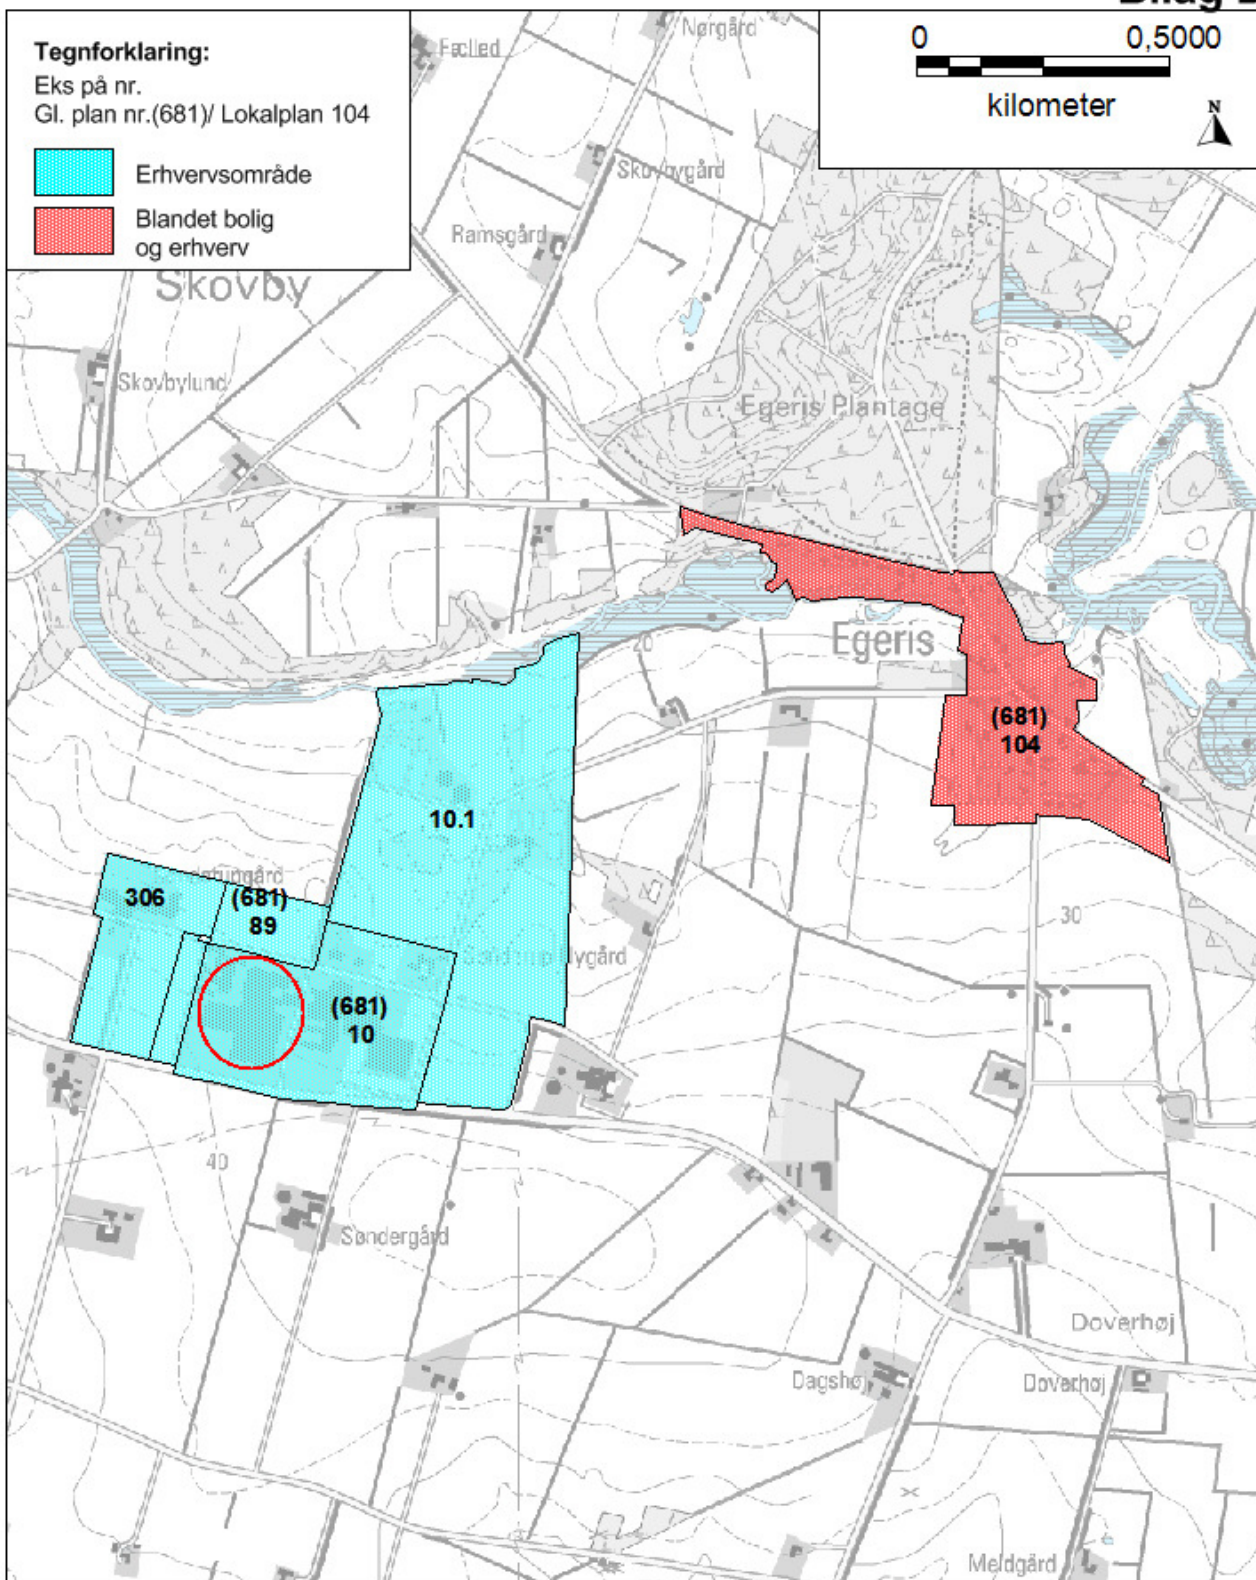 Tegnforklaring:
Eks på nr.
Gl. plan nr.(681)/ Lokalplan 104
Erhvervsområde
Blandet bolig
og erhverv
0 0,5000
kilometer
N
Nørgård
Fælled
Skovbygård
Ramsgård
Skovby
Skovbylund
Egeris Plantage
20
Egeris
(681)
104
10.1
306
(681)
89
30
(681)
10
40
Søndergård
Doverhøj
Dagshøj
Doverhøj
Meldgård